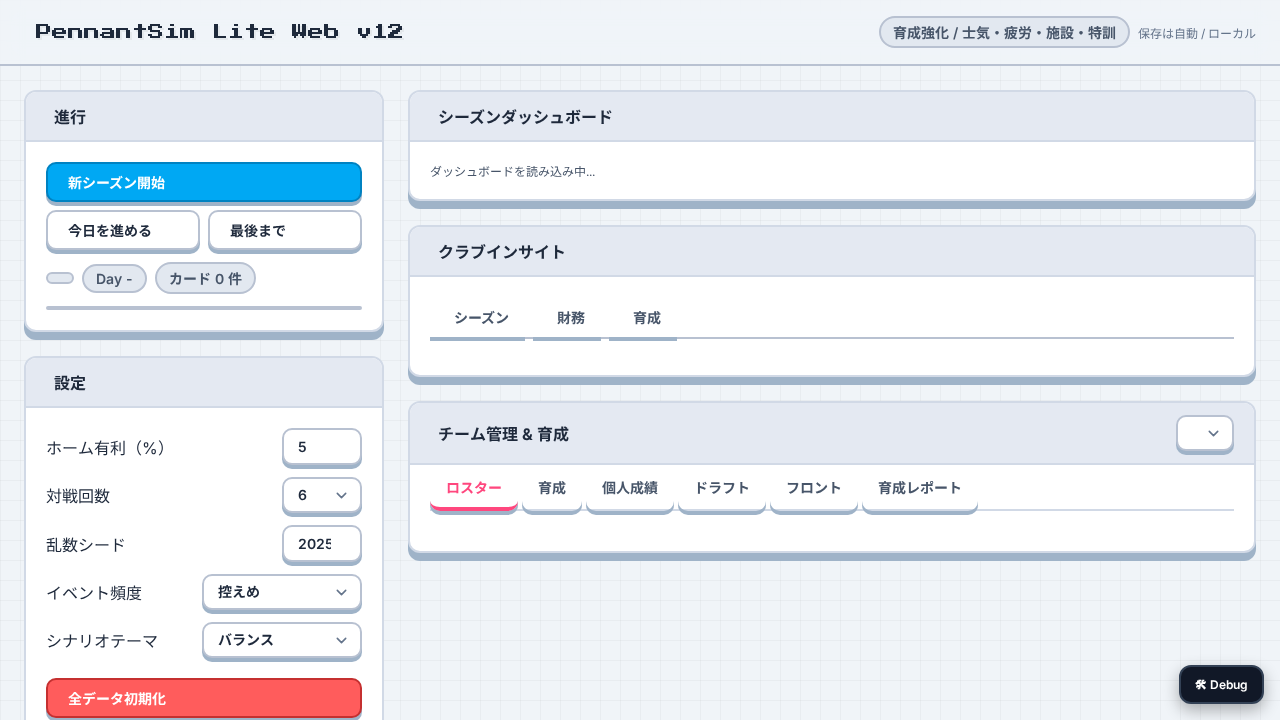 PennantSim Lite Web v12
育成強化 / 士気・疲労・施設・特訓
保存は自動 / ローカル
進行
新シーズン開始
今日を進める
最後まで
Day -
カード 0 件
設定
ホーム有利（%）
5
対戦回数
6
乱数シード
2025
イベント頻度
控えめ
シナリオテーマ
バランス
全データ初期化
シーズンダッシュボード
ダッシュボードを読み込み中...
クラブインサイト
シーズン
財務
育成
チーム管理 & 育成
ロスター
育成
個人成績
ドラフト
フロント
育成レポート
🛠 Debug